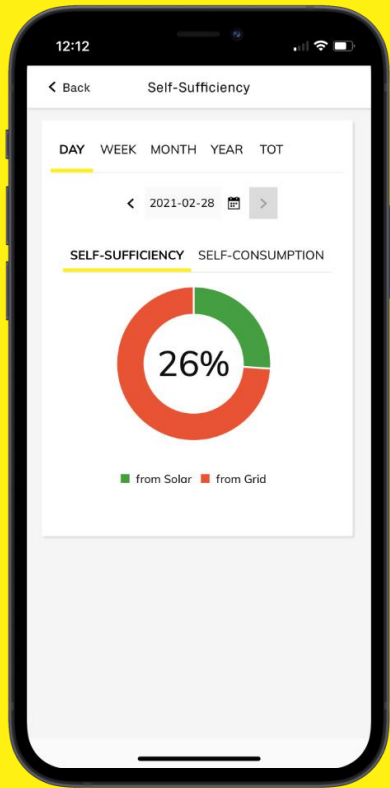 12:12
Back Self-Sufficiency
DAY WEEK MONTH YEAR TOT
2021-02-28
SELF-SUFFICIENCY SELF-CONSUMPTION
26%
from Solar from Grid